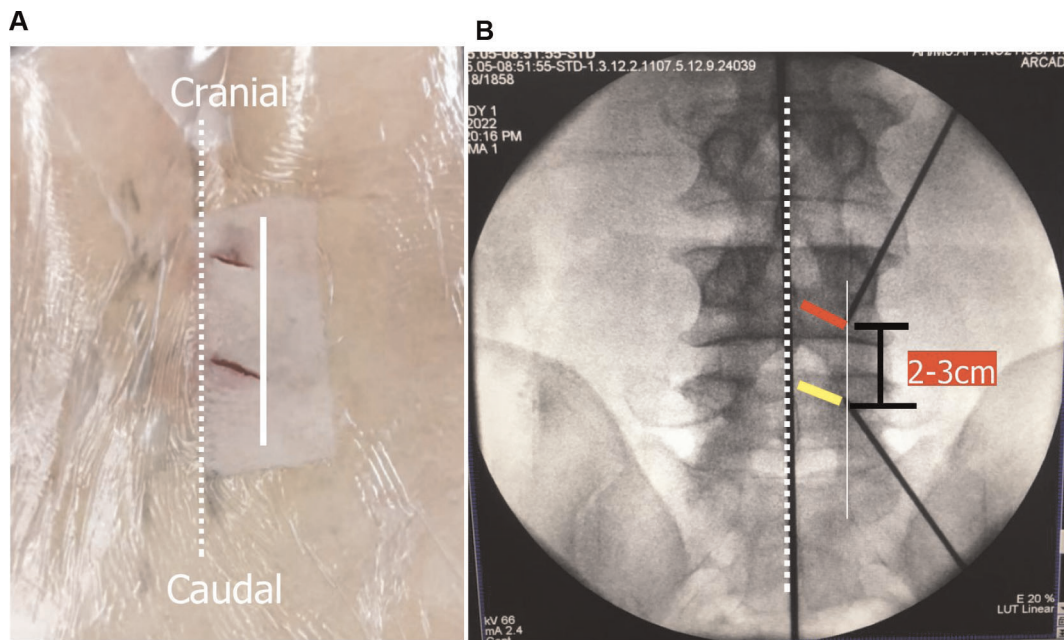 A
B
Cranial
Caudal
5.05-08:51:55-STD
5.05-08:51:55-STD-1.3.12.2.1107.5.12.9.24039
18/1858
ARCAD
DY 1
2022
20:16 PM
MA 1
2-3cm
kV 66
mA 2.4
E 20 %
LUT Linear